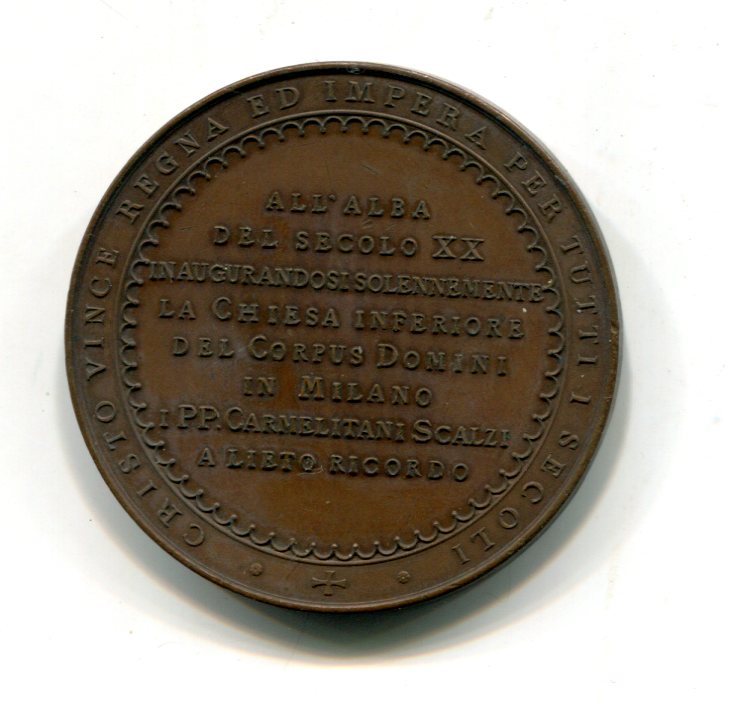 CRISTO VINCE REGNA ED IMPERA PER TUTTI I SECOLI
ALL'ALBA
DEL SECOLO XX
INAUGURANDOSI SOLENNEMENTE
LA CHIESA INFERIORE
DEL CORPUS DOMINI
IN MILANO
I PP. CARMELITANI SCALZI
A LIETO RICORDO